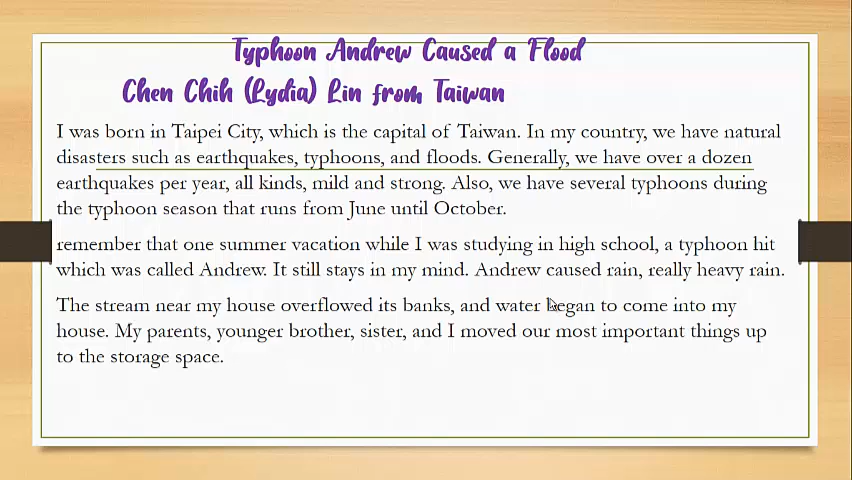 Typhoon Andrew Caused a Flood
Chen Chih (Lydia) Lin from Taiwan
I was born in Taipei City, which is the capital of Taiwan. In my country, we have natural
disasters such as earthquakes, typhoons, and floods. Generally, we have over a dozen
earthquakes per year, all kinds, mild and strong. Also, we have several typhoons during
the typhoon season that runs from June until October.
remember that one summer vacation while I was studying in high school, a typhoon hit
which was called Andrew. It still stays in my mind. Andrew caused rain, really heavy rain.
The stream near my house overflowed its banks, and water began to come into my
house. My parents, younger brother, sister, and I moved our most important things up
to the storage space.